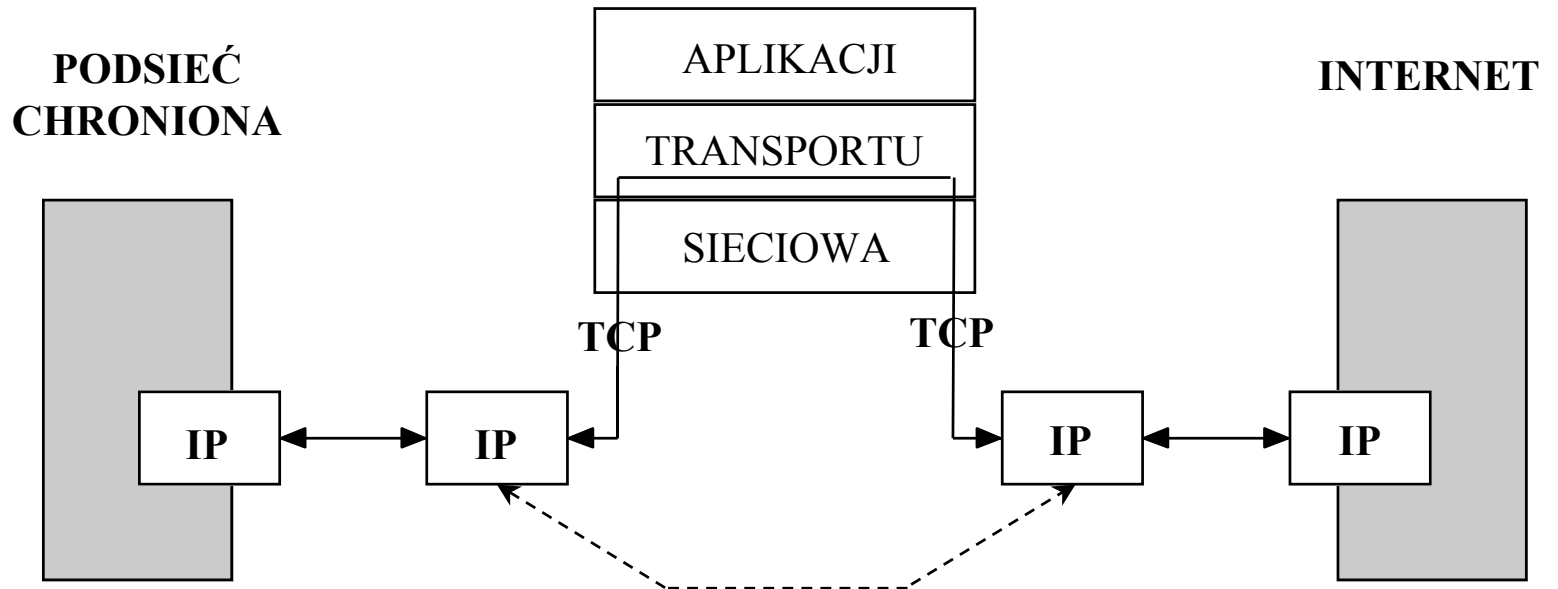 PODSIEĆ
CHRONIONA
APLIKACJI
TRANSPORTU
SIECIOWA
INTERNET
TCP
TCP
IP
IP
IP
IP